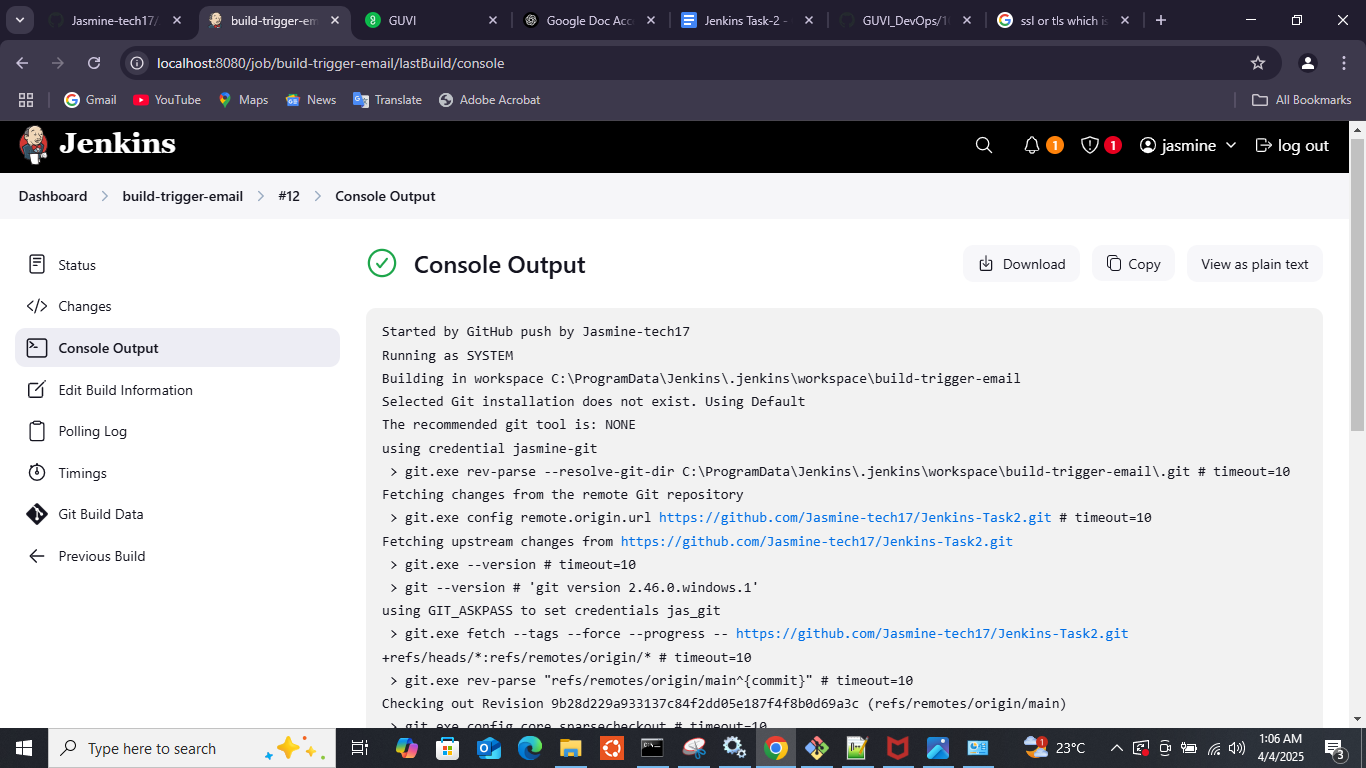 Jasmine-tech17/
build-trigger-em
GUVI
Google Doc Acc
Jenkins Task-2 -
GUVI_DevOps/1
ssl or tls which is
localhost:8080/job/build-trigger-email/lastBuild/console
Gmail
YouTube
Maps
News
Translate
Adobe Acrobat
All Bookmarks
Jenkins
1
1
jasmine
log out
Dashboard > build-trigger-email > #12 > Console Output
Status
Changes
Console Output
Edit Build Information
Polling Log
Timings
Git Build Data
Previous Build
Console Output
Download
Copy
View as plain text
Started by GitHub push by Jasmine-tech17
Running as SYSTEM
Building in workspace C:\ProgramData\Jenkins\.jenkins\workspace\build-trigger-email
Selected Git installation does not exist. Using Default
The recommended git tool is: NONE
using credential jasmine-git
> git.exe rev-parse --resolve-git-dir C:\ProgramData\Jenkins\.jenkins\workspace\build-trigger-email\.git # timeout=10
Fetching changes from the remote Git repository
> git.exe config remote.origin.url https://github.com/Jasmine-tech17/Jenkins-Task2.git # timeout=10
Fetching upstream changes from https://github.com/Jasmine-tech17/Jenkins-Task2.git
> git.exe --version # timeout=10
> git --version # 'git version 2.46.0.windows.1'
using GIT_ASKPASS to set credentials jas_git
> git.exe fetch --tags --force --progress -- https://github.com/Jasmine-tech17/Jenkins-Task2.git
+refs/heads/*:refs/remotes/origin/* # timeout=10
> git.exe rev-parse "refs/remotes/origin/main^{commit}" # timeout=10
Checking out Revision 9b28d229a933137c84f2dd05e187f4f8b0d69a3c (refs/remotes/origin/main)
> git.exe config core.sparsecheckout # timeout=10
Type here to search
1
23°C
1:06 AM
4/4/2025
3